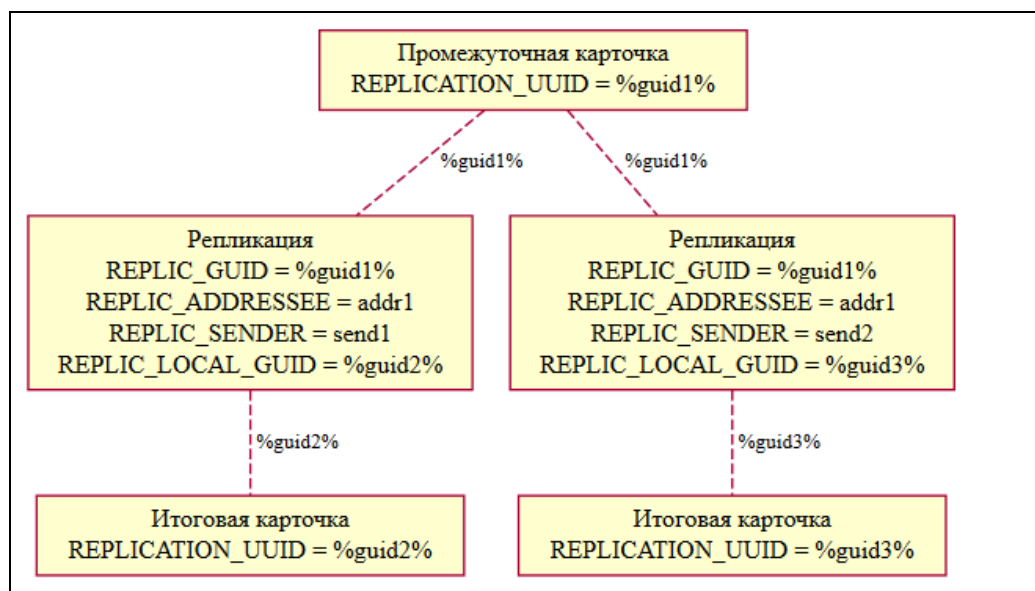 Промежуточная карточка
REPLICATION_UUID = %guid1%
%guid1%
%guid1%
Репликация
REPLIC_GUID = %guid1%
REPLIC_ADDRESSEE = addr1
REPLIC_SENDER = send1
REPLIC_LOCAL_GUID = %guid2%
Репликация
REPLIC_GUID = %guid1%
REPLIC_ADDRESSEE = addr1
REPLIC_SENDER = send2
REPLIC_LOCAL_GUID = %guid3%
%guid2%
%guid3%
Итоговая карточка
REPLICATION_UUID = %guid2%
Итоговая карточка
REPLICATION_UUID = %guid3%